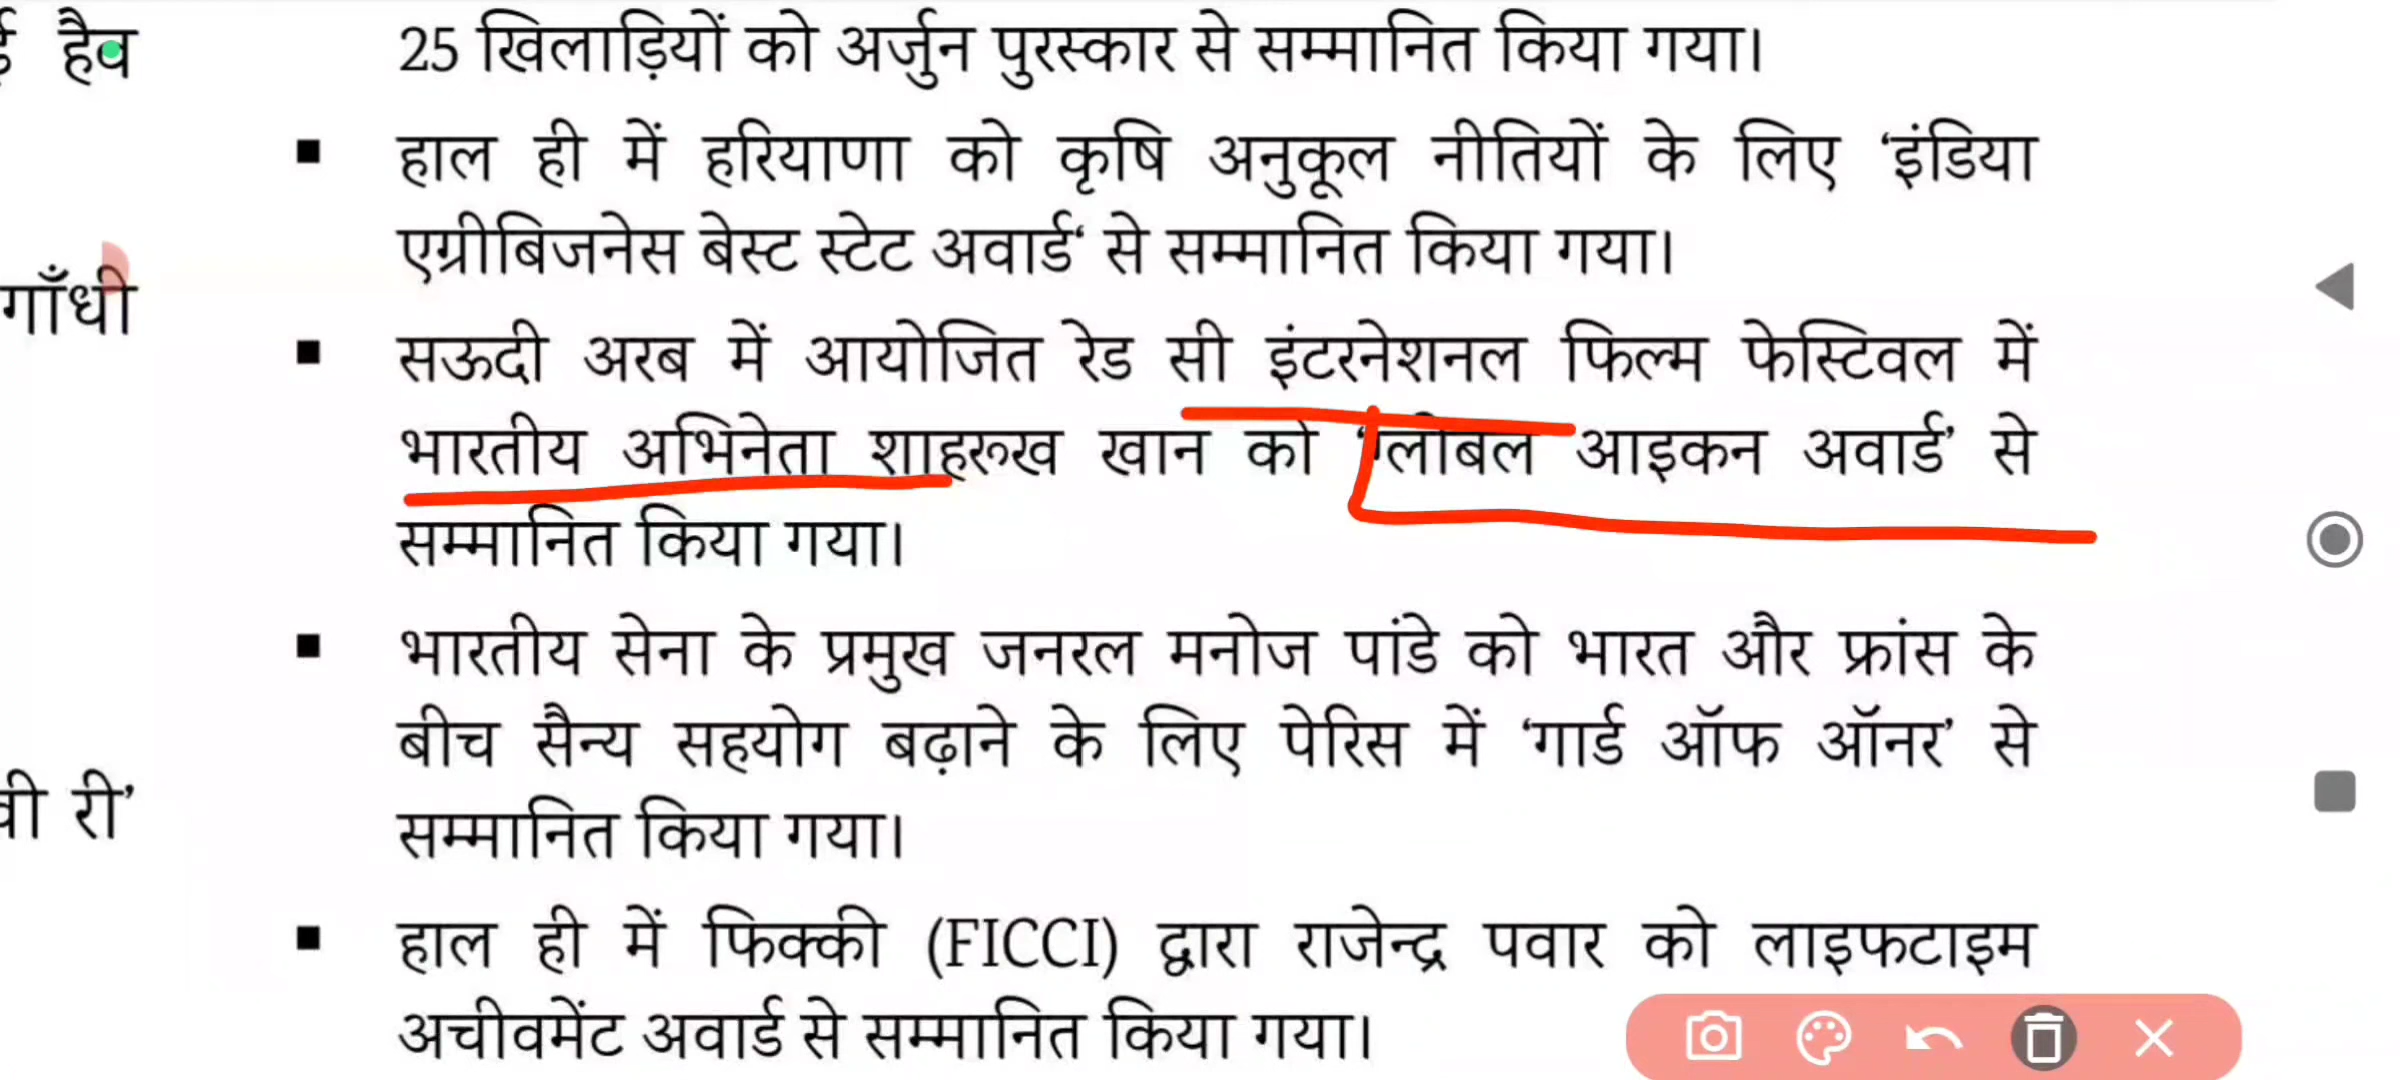 हैव
25 खिलाड़ियों को अर्जुन पुरस्कार से सम्मानित किया गया।
हाल ही में हरियाणा को कृषि अनुकूल नीतियों के लिए ‘इंडिया
एग्रीबिजनेस बेस्ट स्टेट अवार्ड‘ से सम्मानित किया गया।
गाँधी
सऊदी अरब में आयोजित रेड सी इंटरनेशनल फिल्म फेस्टिवल में
भारतीय अभिनेता शाहरुख खान को ‘ग्लोबल आइकन अवार्ड’ से
सम्मानित किया गया।
भारतीय सेना के प्रमुख जनरल मनोज पांडे को भारत और फ्रांस के
बीच सैन्य सहयोग बढ़ाने के लिए पेरिस में ‘गार्ड ऑफ ऑनर’ से
री’
सम्मानित किया गया।
हाल ही में फिक्की (FICCI) द्वारा राजेन्द्र पवार को लाइफटाइम
अचीवमेंट अवार्ड से सम्मानित किया गया।